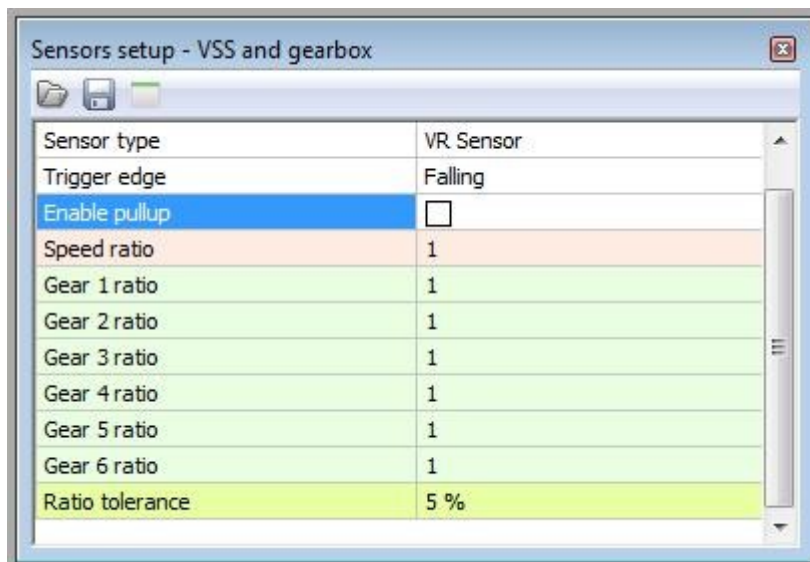 Sensors setup - VSS and gearbox
Sensor type VR Sensor
Trigger edge Falling
Enable pullup
Speed ratio 1
Gear 1 ratio 1
Gear 2 ratio 1
Gear 3 ratio 1
Gear 4 ratio 1
Gear 5 ratio 1
Gear 6 ratio 1
Ratio tolerance 5 %